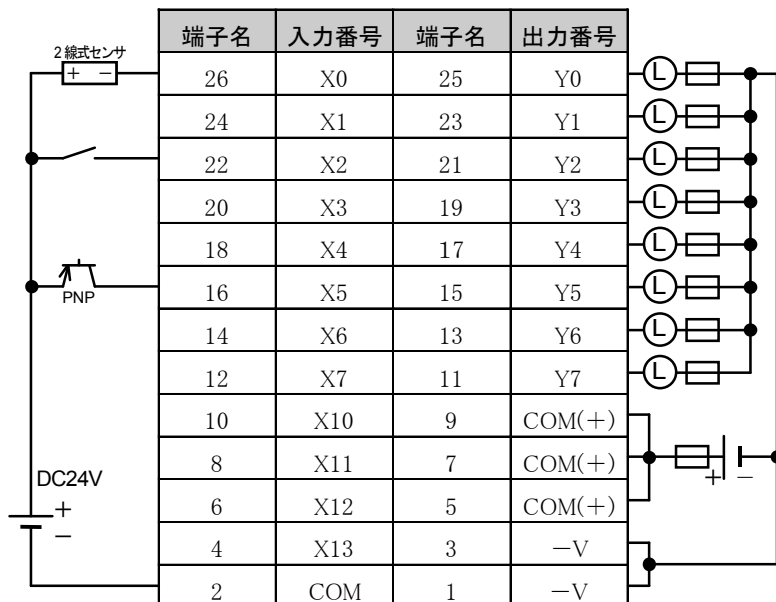 端子名 入力番号 端子名 出力番号
2線式センサ
+ −
26 X0 25 Y0 L
24 X1 23 Y1 L
22 X2 21 Y2 L
20 X3 19 Y3 L
18 X4 17 Y4 L
PNP
16 X5 15 Y5 L
14 X6 13 Y6 L
12 X7 11 Y7 L
10 X10 9 COM(+)
8 X11 7 COM(+)
+ −
DC24V
6 X12 5 COM(+)
+
−
4 X13 3 −V
2 COM 1 −V